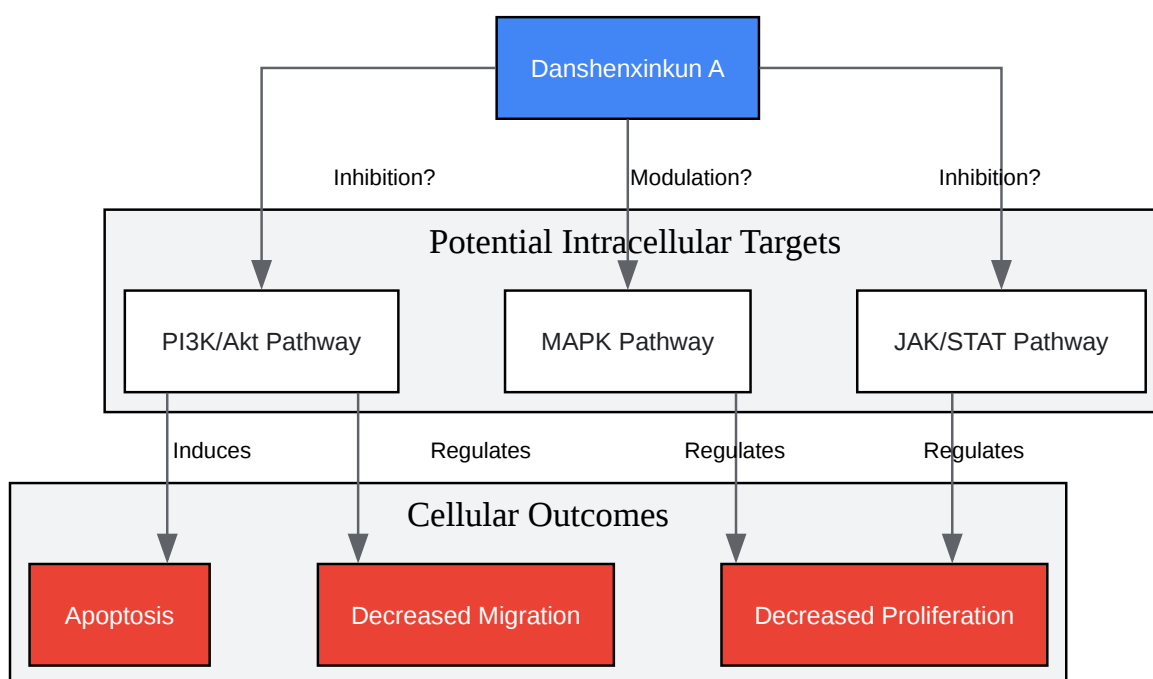 Danshenxinkun A
Inhibition?
Modulation?
Inhibition?
Potential Intracellular Targets
PI3K/Akt Pathway
MAPK Pathway
JAK/STAT Pathway
Induces
Regulates
Regulates
Regulates
Cellular Outcomes
Apoptosis
Decreased Migration
Decreased Proliferation